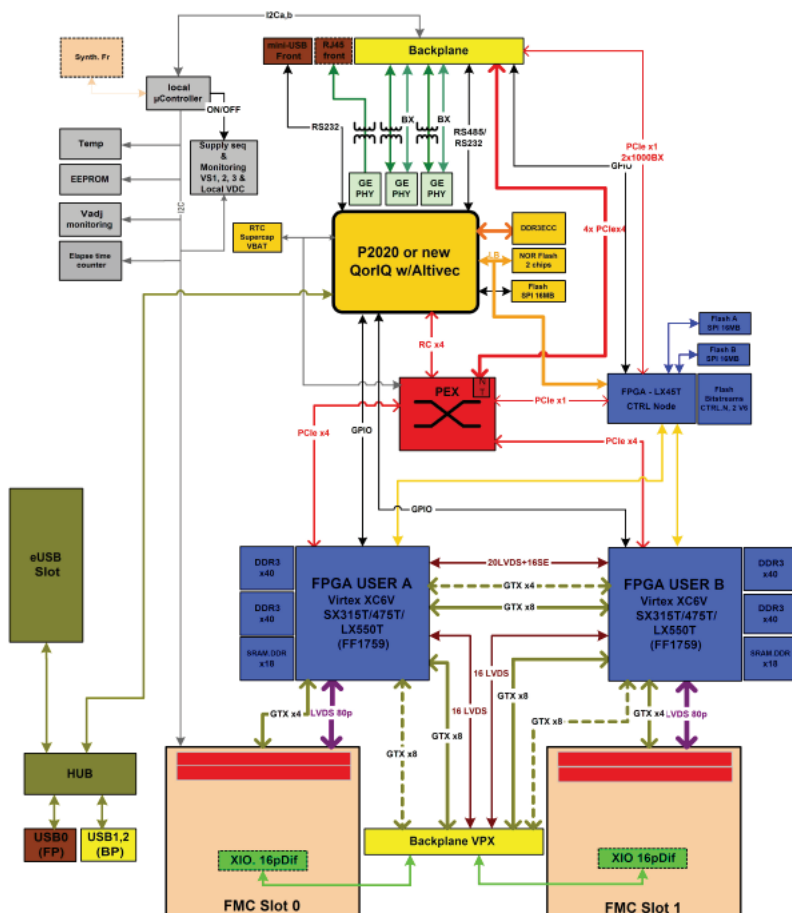 I2Ca,b
mini-USB
Front
RJ45
front
Backplane
Synth. Fr
local
µController
ON/OFF
RS232
BX
BX
RS485/
RS232
PCIe x1
2x1000BX
GPIO
Temp
EEPROM
Vadj
monitoring
Elapse time
counter
I2C
Supply seq
&
Monitoring
VS1, 2, 3 &
Local VDC
GE
PHY
GE
PHY
GE
PHY
4x PCIex4
RTC
Supercap
VBAT
P2020 or new
QorIQ w/Altivec
DDR3ECC
LB
NOR Flash
2 chips
Flash
SPI 16MB
Flash A
SPI 16MB
Flash B
SPI 16MB
RC x4
PEX
N
T
PCIe x1
FPGA - LX45T
CTRL Node
Flash
Bitstreams
CTRL,N, 2 V6
PCIe x4
GPIO
PCIe x4
GPIO
eUSB
Slot
DDR3
x40
DDR3
x40
SRAM,DDR
x18
FPGA USER A
Virtex XC6V
SX315T/475T/
LX550T
(FF1759)
20LVDS+16SE
GTX x4
GTX x8
FPGA USER B
Virtex XC6V
SX315T/475T/
LX550T
(FF1759)
DDR3
x40
DDR3
x40
SRAM,DDR
x18
GTX x4
LVDS 80p
GTX x8
GTX x8
16 LVDS
16 LVDS
GTX x8
GTX x8
GTX x4
LVDS 80p
HUB
USB0
(FP)
USB1,2
(BP)
Backplane VPX
XIO. 16pDif
XIO 16pDif
FMC Slot 0
FMC Slot 1